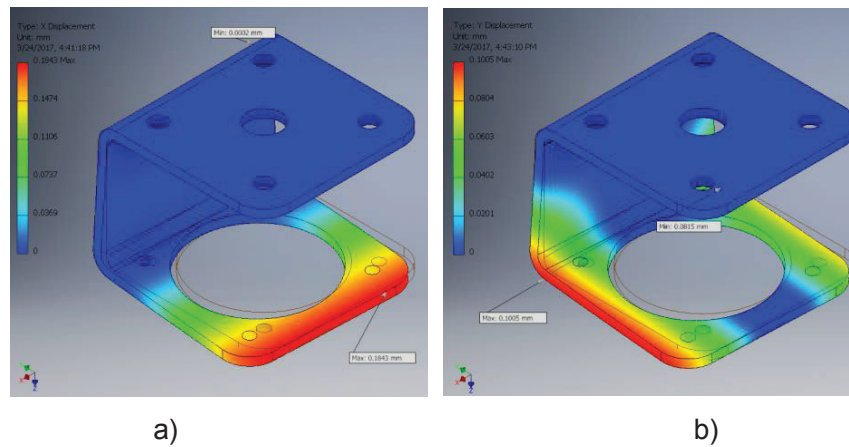 Type: X Displacement
Unit: mm
3/24/2017, 4:41:18 PM
0.1843 Max
0.1474
0.1106
0.0737
0.0369
0
Min: 0.0002 mm
Max: 0.1843 mm
X
Z
a)
Type: Y Displacement
Unit: mm
3/24/2017, 4:43:10 PM
0.1005 Max
0.0804
0.0603
0.0402
0.0201
0
Min: 0.0815 mm
Max: 0.1005 mm
X
Z
b)